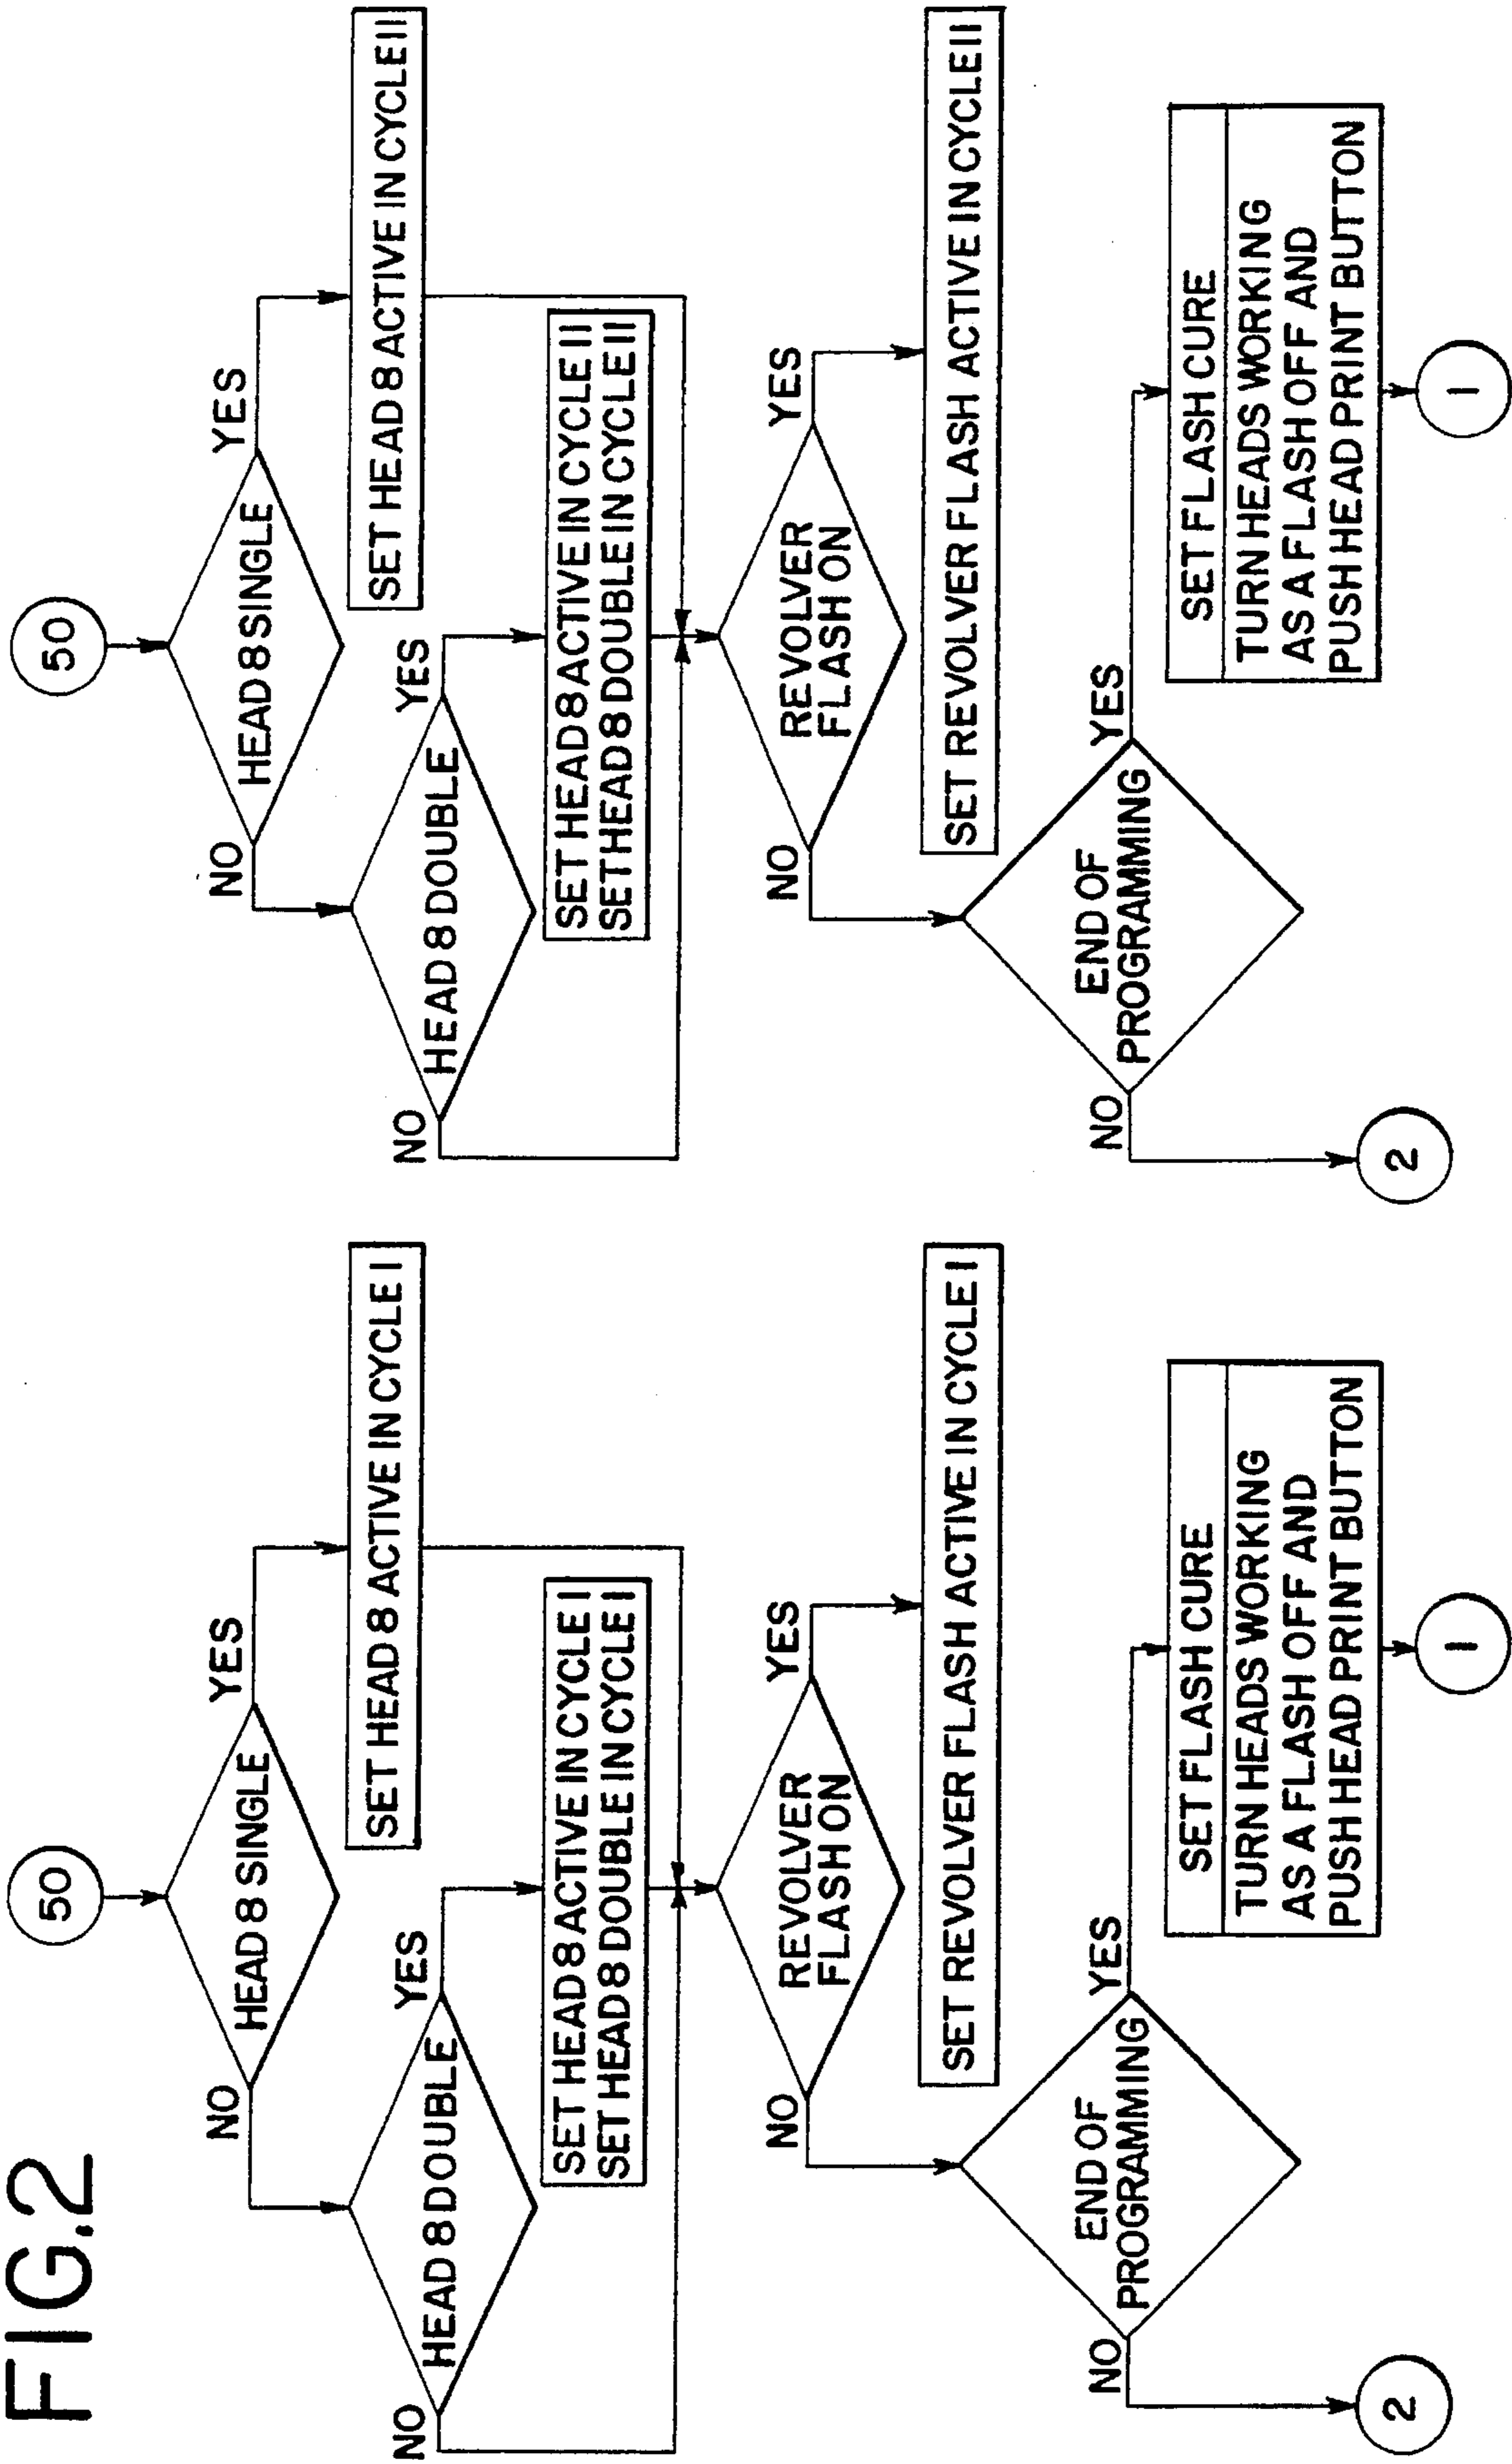 FIG.2
50
HEAD 8 SINGLE
NO
YES
SET HEAD 8 ACTIVE IN CYCLE I
HEAD 8 DOUBLE
NO
YES
SET HEAD 8 ACTIVE IN CYCLE I
SET HEAD 8 DOUBLE IN CYCLE I
REVOLVER
FLASH ON
NO
YES
SET REVOLVER FLASH ACTIVE IN CYCLE I
END OF
PROGRAMMING
NO
YES
2
SET FLASH CURE
TURN HEADS WORKING
AS A FLASH OFF AND
PUSH HEAD PRINT BUTTON
1
50
HEAD 8 SINGLE
NO
YES
SET HEAD 8 ACTIVE IN CYCLE II
HEAD 8 DOUBLE
NO
YES
SET HEAD 8 ACTIVE IN CYCLE II
SET HEAD 8 DOUBLE IN CYCLE II
REVOLVER
FLASH ON
NO
YES
SET REVOLVER FLASH ACTIVE IN CYCLE II
END OF
PROGRAMMING
NO
YES
2
SET FLASH CURE
TURN HEADS WORKING
AS A FLASH OFF AND
PUSH HEAD PRINT BUTTON
1